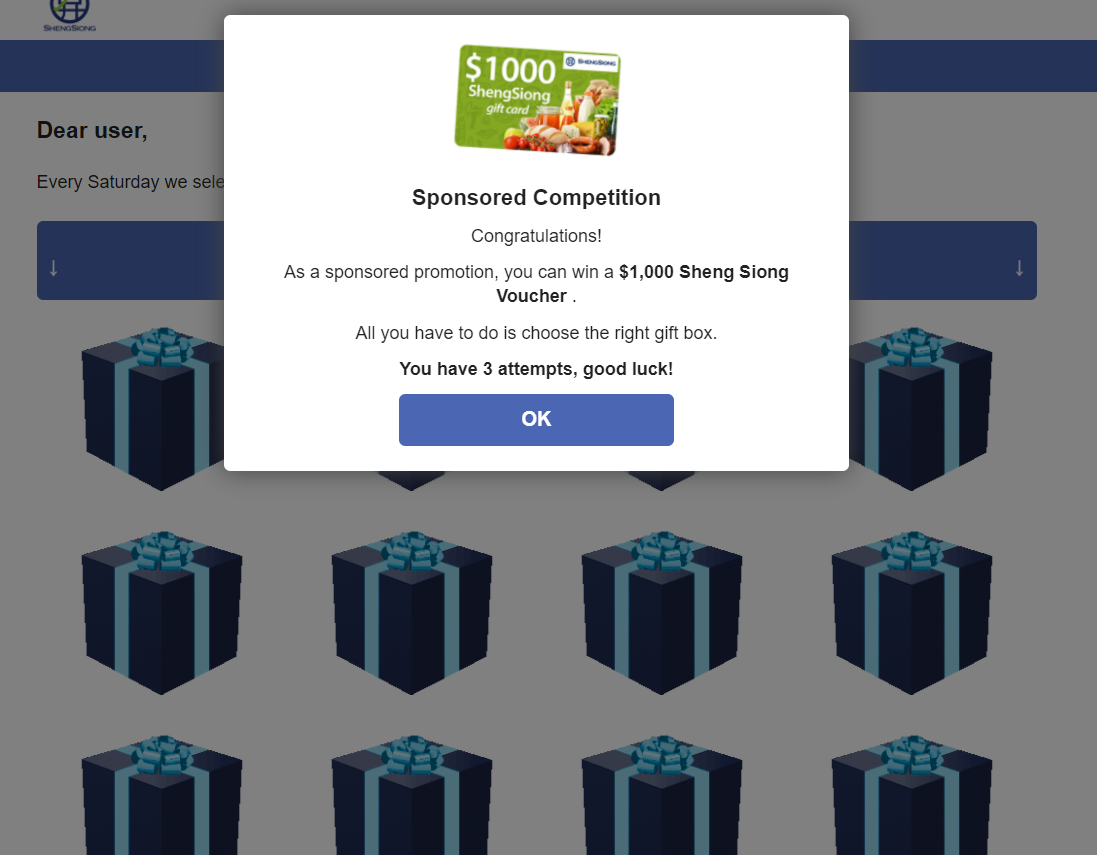 SHENGSIONG
$1000
SHENGSIONG
ShengSiong
gift card
Sponsored Competition
Dear user,
Congratulations!
Every Saturday we sele
As a sponsored promotion, you can win a $1,000 Sheng Siong
Voucher .
All you have to do is choose the right gift box.
You have 3 attempts, good luck!
OK